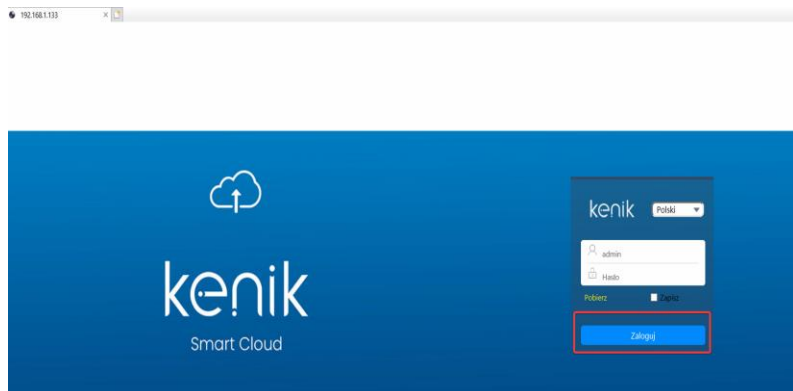 192.168.1.133
kenik
Smart Cloud
kenik Polski
admin
Hasło
Pobierz Zapisz
Zaloguj